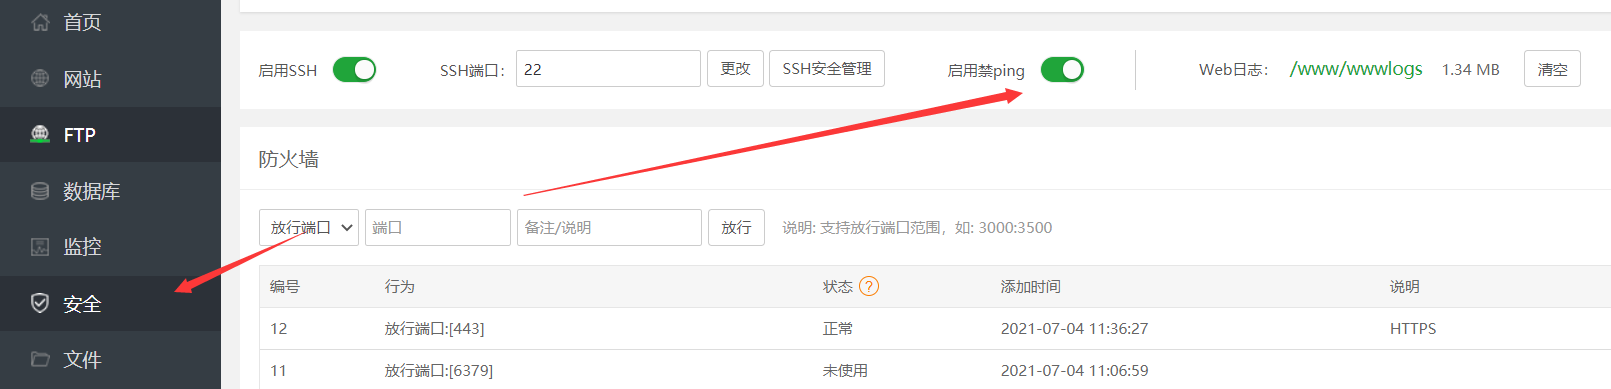 首页
网站
FTP
数据库
监控
安全
文件
启用SSH
SSH端口： 22 更改 SSH安全管理
启用禁ping
Web日志： /www/wwwlogs 1.34 MB 清空
防火墙
放行端口 端口 备注/说明 放行 说明: 支持放行端口范围，如: 3000:3500
编号 行为 状态 ? 添加时间 说明
12 放行端口:[443] 正常 2021-07-04 11:36:27 HTTPS
11 放行端口:[6379] 未使用 2021-07-04 11:06:59